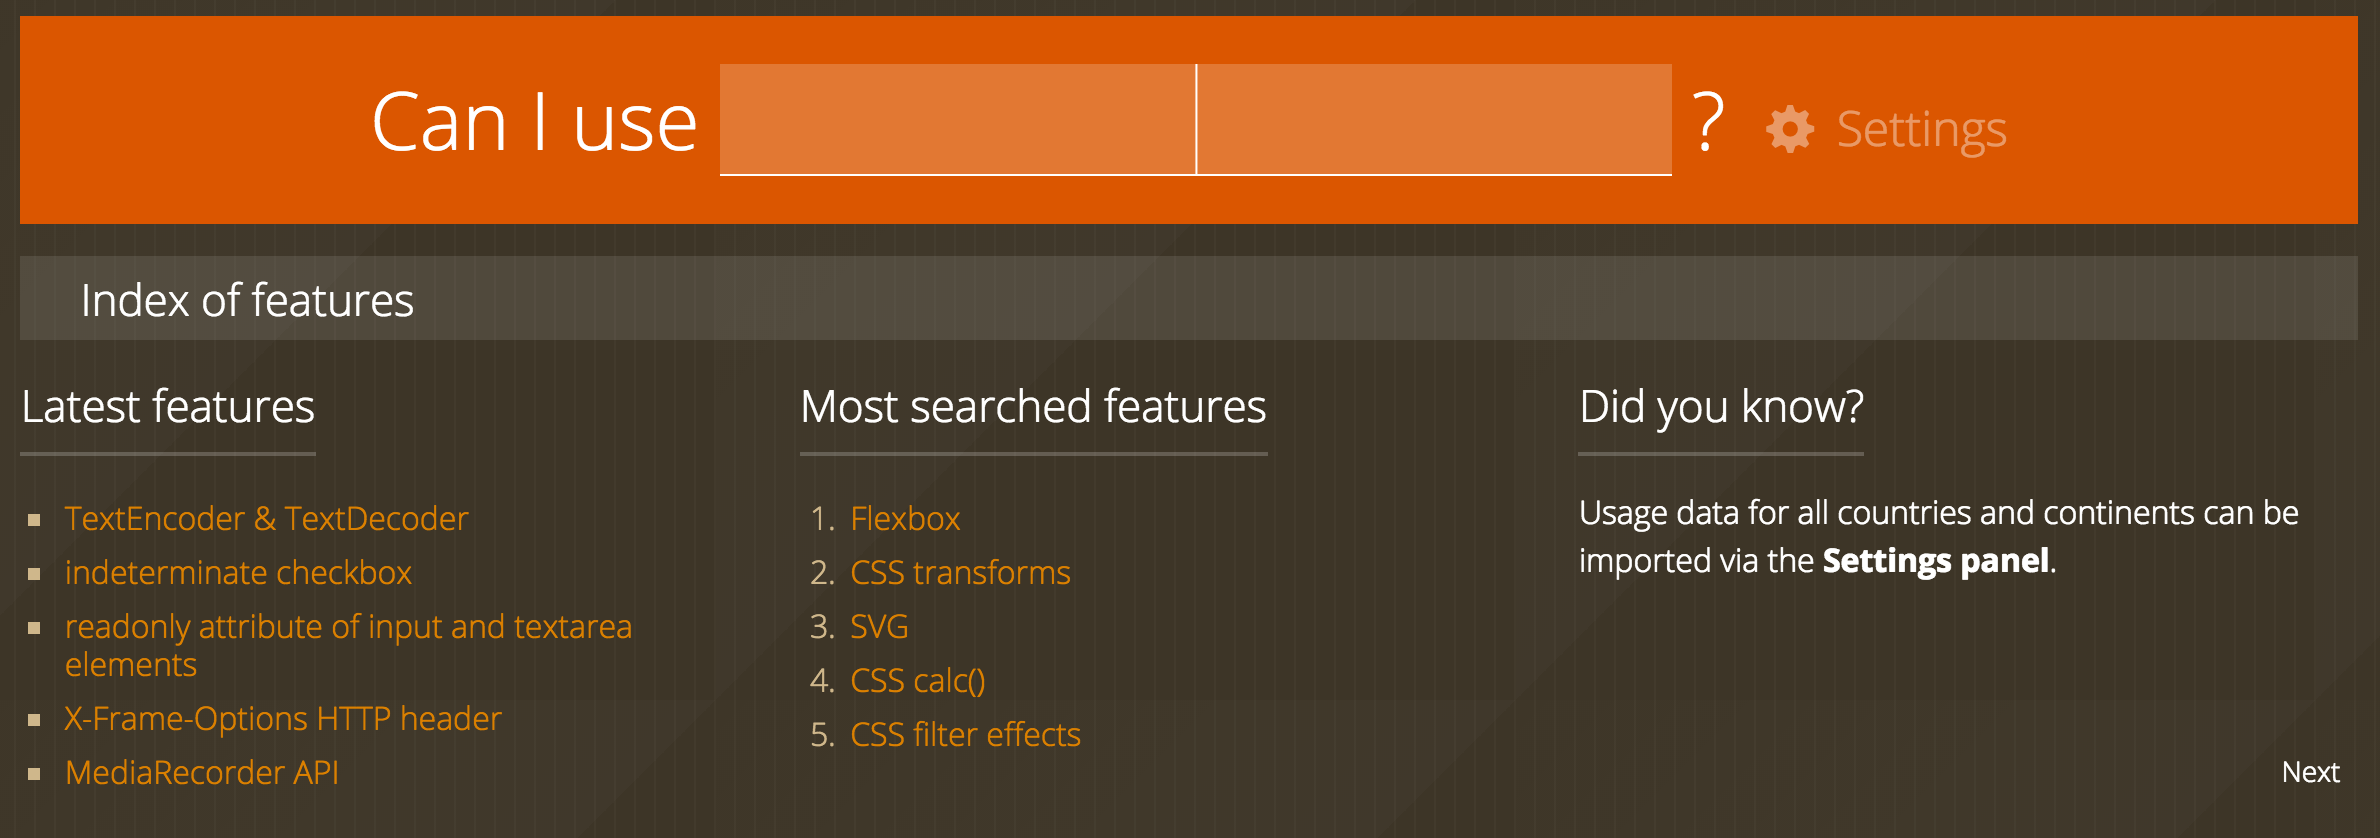 Can I use ? Settings
Index of features
Latest features
TextEncoder & TextDecoder
indeterminate checkbox
readonly attribute of input and textarea
elements
X-Frame-Options HTTP header
MediaRecorder API
Most searched features
1. Flexbox
2. CSS transforms
3. SVG
4. CSS calc()
5. CSS filter effects
Did you know?
Usage data for all countries and continents can be
imported via the Settings panel.
Next